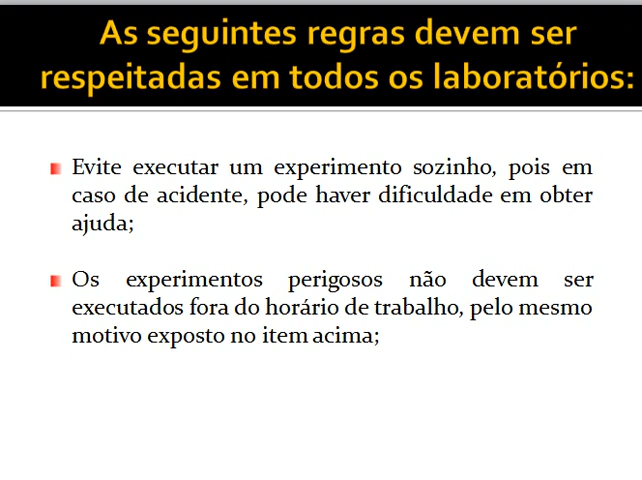 As seguintes regras devem ser
respeitadas em todos os laboratórios:
Evite executar um experimento sozinho, pois em
caso de acidente, pode haver dificuldade em obter
ajuda;
Os experimentos perigosos não devem ser
executados fora do horário de trabalho, pelo mesmo
motivo exposto no item acima;